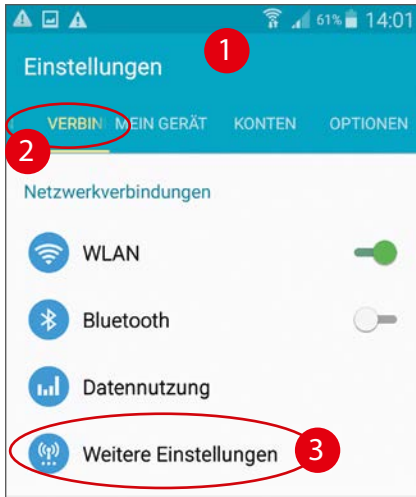 61% 14:01
1
Einstellungen
VERBIN MEIN GERÄT KONTEN OPTIONEN
2
Netzwerkverbindungen
WLAN
Bluetooth
Datennutzung
Weitere Einstellungen 3